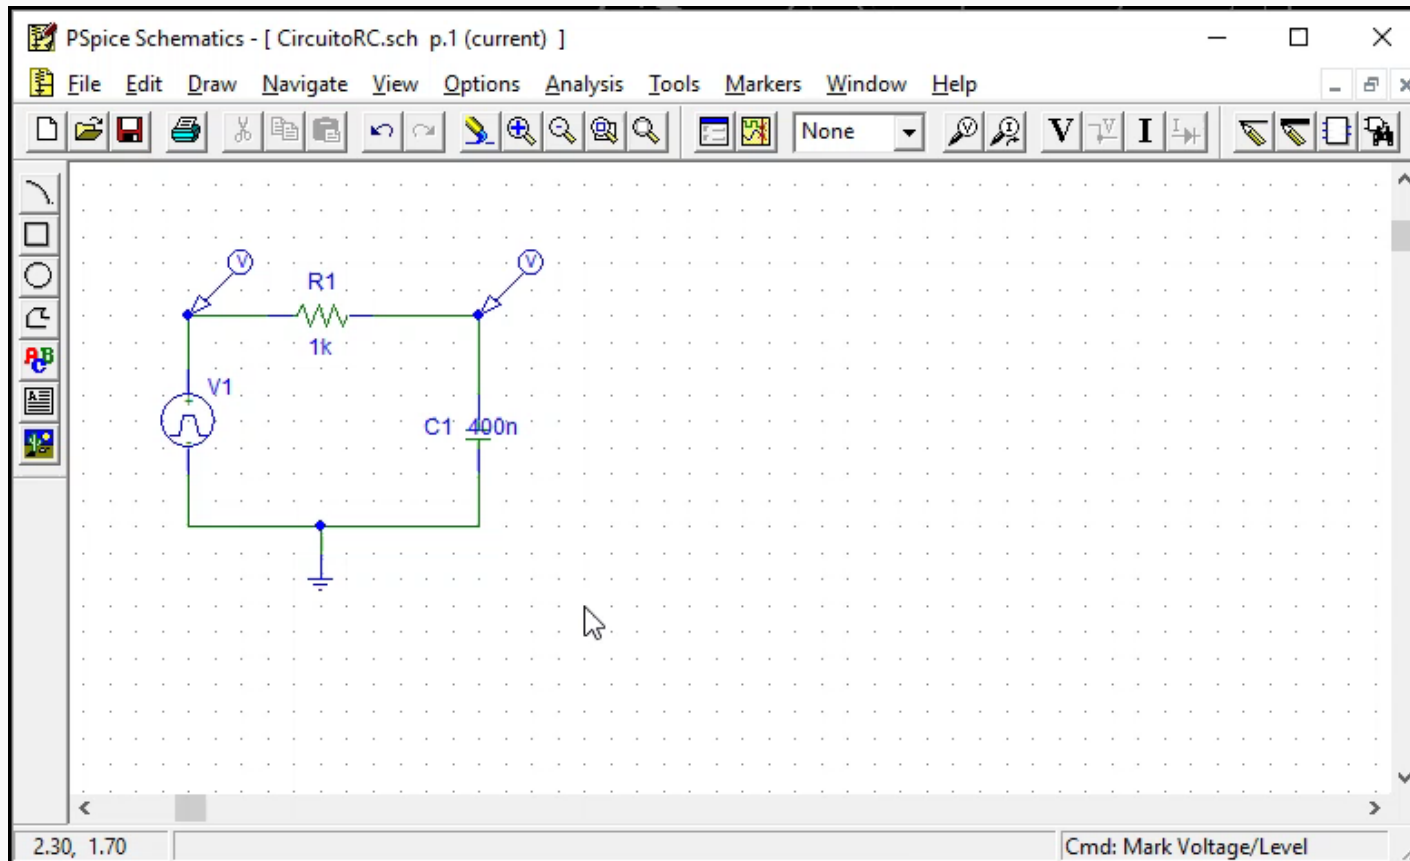 PSpice Schematics - [ CircuitoRC.sch p.1 (current) ]
File Edit Draw Navigate View Options Analysis Tools Markers Window Help
None
V I
ABC
V V
R1
1k
V1
C1 400n
2.30, 1.70
Cmd: Mark Voltage/Level